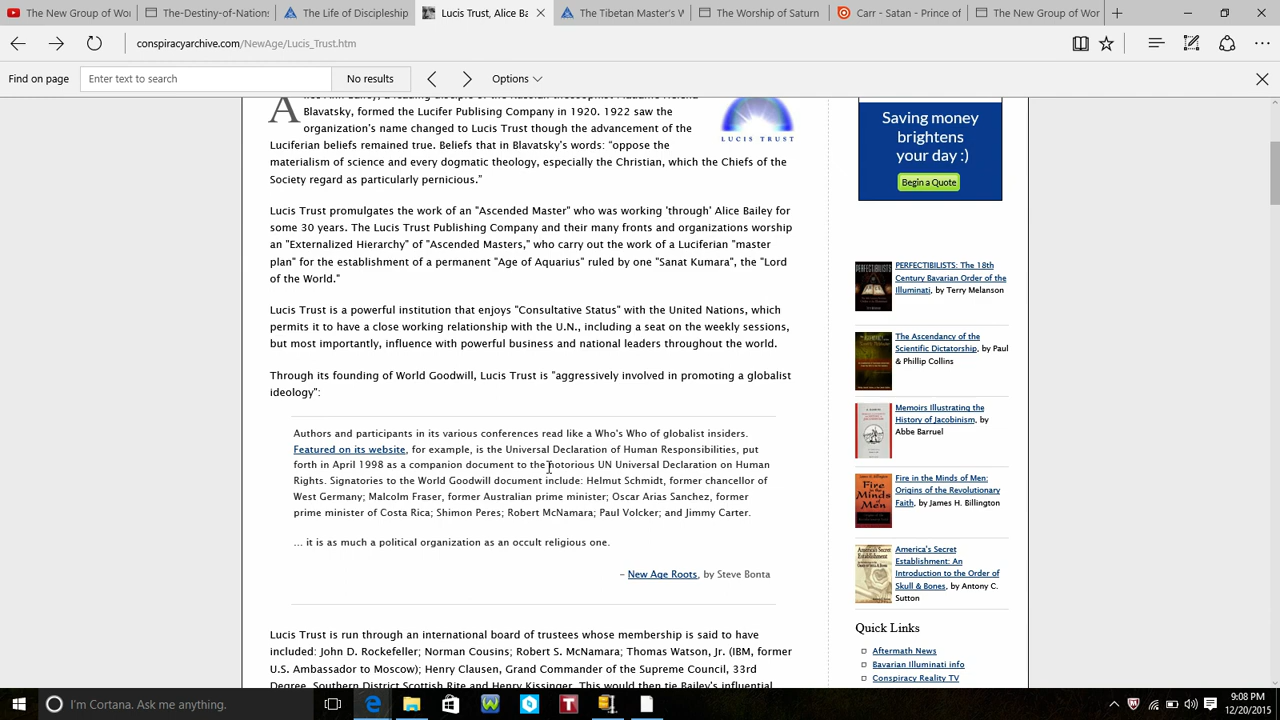 The New World Order
The-Destiny-of-Nation
The Life of Discipleship
Lucis Trust, Alice Ba
The Tibetan Master's W
The Worship of Saturn
Parler - Crime, Punish
The New Group of Wor
conspiracyarchive.com/NewAge/Lucis_Trust.htm
Find on page
Enter text to search
No results
Options
A
Blavatsky, formed the Lucifer Publising Company in 1920. 1922 saw the
organization's name changed to Lucis Trust though the advancement of the
Luciferian beliefs remained true. Beliefs that in Blavatsky's words: "oppose the
materialism of science and every dogmatic theology, especially the Christian, which the Chiefs of the
Society regard as particularly pernicious."
LUCIS TRUST
Lucis Trust promulgates the work of an "Ascended Master" who was working 'through' Alice Bailey for
some 30 years. The Lucis Trust Publishing Company and their many fronts and organizations worship
an "Externalized Hierarchy" of "Ascended Masters," who carry out the work of a Luciferian "master
plan" for the establishment of a permanent "Age of Aquarius" ruled by one "Sanat Kumara", the "Lord
of the World."
Lucis Trust is a powerful institution that enjoys "Consultative Status" with the United Nations, which
permits it to have a close working relationship with the U.N., including a seat on the weekly sessions,
but most importantly, influence with powerful business and national leaders throughout the world.
Through its founding of World Goodwill, Lucis Trust is "aggressively involved in promoting a globalist
ideology":
Authors and participants in its various conferences read like a Who's Who of globalist insiders.
Featured on its website, for example, is the Universal Declaration of Human Responsibilities, put
forth in April 1998 as a companion document to the notorious UN Universal Declaration on Human
Rights. Signatories to the World Goodwill document include: Helmut Schmidt, former chancellor of
West Germany; Malcolm Fraser, former Australian prime minister; Oscar Arias Sanchez, former
prime minister of Costa Rica; Shimon Peres; Robert McNamara; Paul Volcker; and Jimmy Carter.
... it is as much a political organization as an occult religious one.
– New Age Roots, by Steve Bonta
Lucis Trust is run through an international board of trustees whose membership is said to have
included: John D. Rockefeller; Norman Cousins; Robert S. McNamara; Thomas Watson, Jr. (IBM, former
U.S. Ambassador to Moscow); Henry Clausen, Grand Commander of the Supreme Council, 33rd
Degree, Southern District Scottish Rite and Henry Kissinger. This would then tie Bailey's influential
Saving money
brightens
your day :)
Begin a Quote
PERFECTIBILISTS: The 18th
Century Bavarian Order of the
Illuminati, by Terry Melanson
The Ascendancy of the
Scientific Dictatorship, by Paul
& Phillip Collins
Memoirs Illustrating the
History of Jacobinism, by
Abbe Barruel
Fire in the Minds of Men:
Origins of the Revolutionary
Faith, by James H. Billington
America's Secret
Establishment: An
Introduction to the Order of
Skull & Bones, by Antony C.
Sutton
Quick Links
Aftermath News
Bavarian Illuminati info
Conspiracy Reality TV
I'm Cortana. Ask me anything.
9:08 PM
12/20/2015